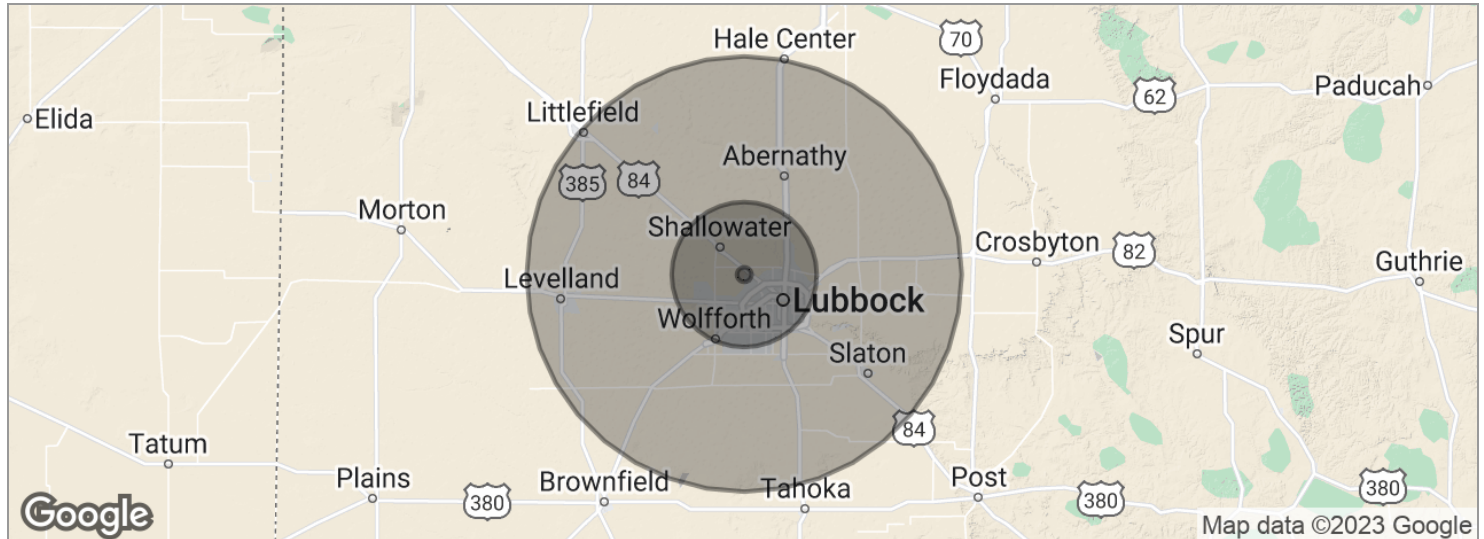 Hale Center
70
Floydada
62
Paducah
Elida
Littlefield
Abernathy
385
84
Morton
Shallowater
Crosbyton
82
Guthrie
Levelland
Lubbock
Wolfforth
Spur
Slaton
84
Tatum
Plains
380
Brownfield
Tahoka
Post
380
380
Google
Map data ©2023 Google